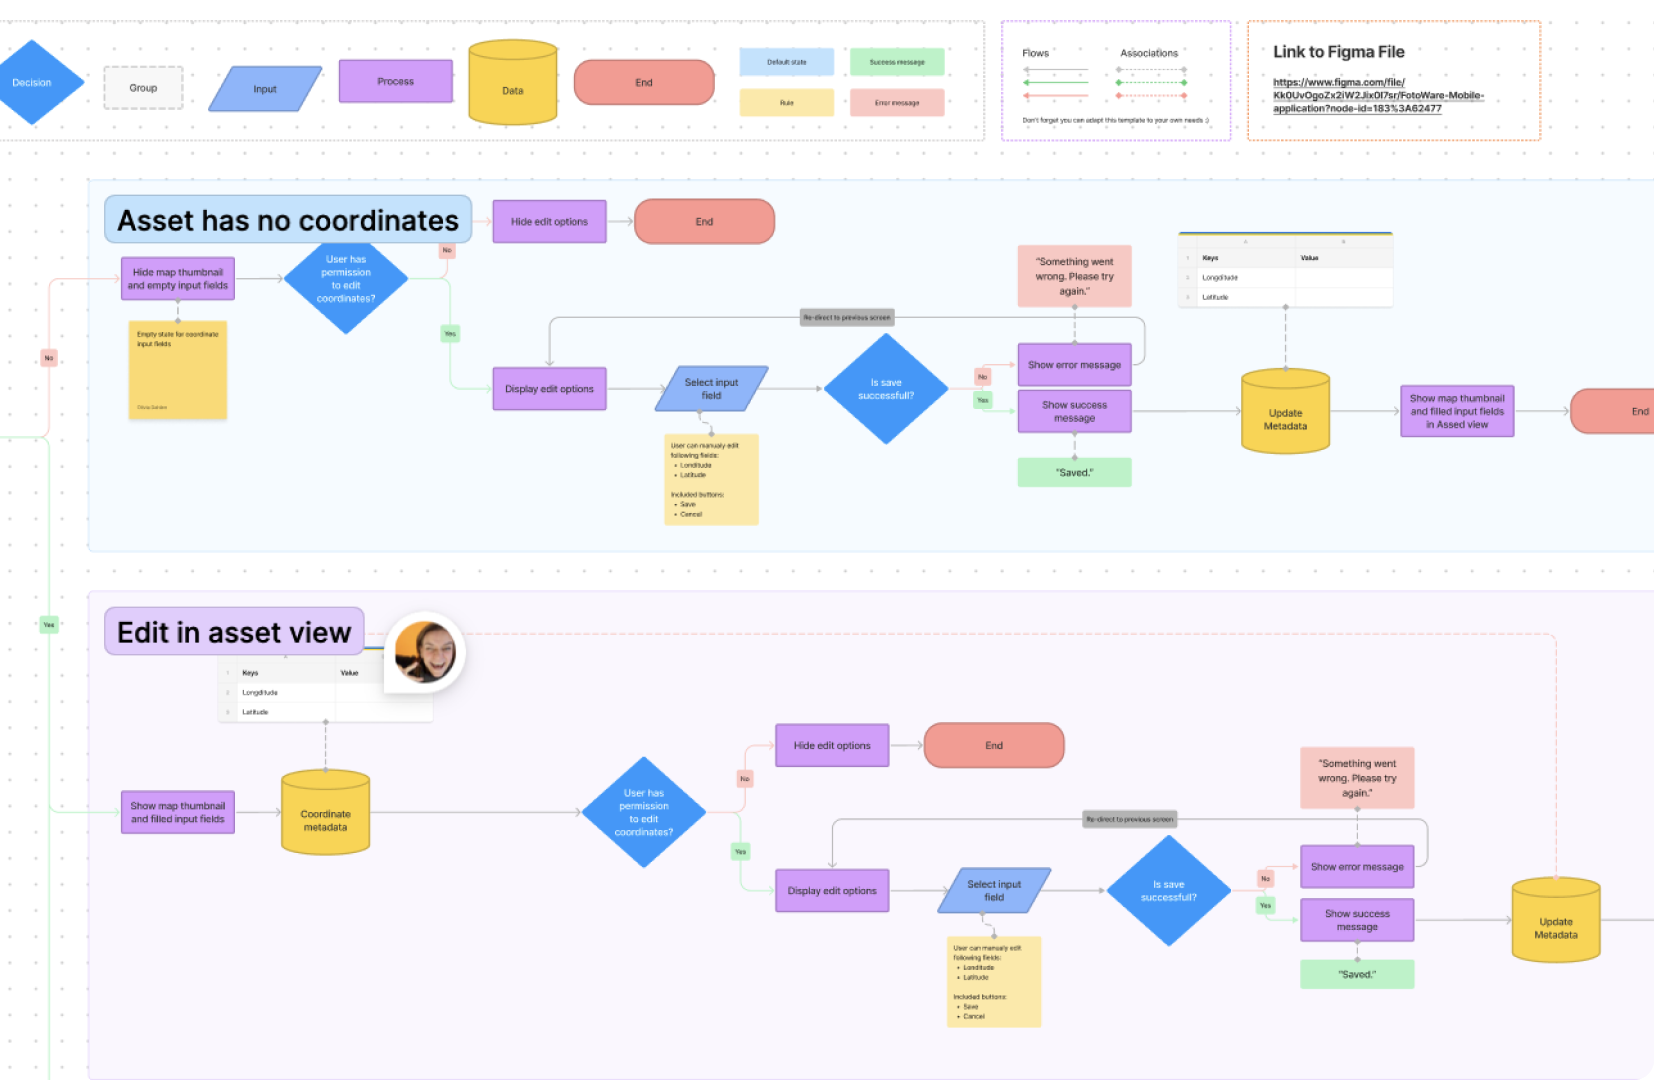 Decision
Group
Input
Process
Data
End
Default state
Success message
Rule
Error message
Flows
Associations
Don't forget you can adapt this template to your own needs :)
Link to Figma File
https://www.figma.com/file/
Kk0UvOgoZx2iW2Jix0I7sr/FotoWare-Mobile-
application?node-id=183%3A62477
Asset has no coordinates
Hide map thumbnail
and empty input fields
Empty state for coordinate
input fields
No
User has
permission
to edit
coordinates?
No
Hide edit options
End
Yes
Display edit options
Re-direct to previous screen
Select input
field
User can manualy edit
following fields:
• Londitude
• Latitude
Included buttons:
• Save
• Cancel
Is save
successfull?
No
Yes
"Something went
wrong. Please try
again."
Show error message
Show success
message
"Saved."
A
B
1 Keys Value
2 Longditude
3 Latitude
Update
Metadata
Show map thumbnail
and filled input fields
in Assed view
End
Yes
Edit in asset view
1 Keys Value
2 Longditude
3 Latitude
Show map thumbnail
and filled input fields
Coordinate
metadata
User has
permission
to edit
coordinates?
No
Hide edit options
End
Yes
Display edit options
Re-direct to previous screen
Select input
field
User can manualy edit
following fields:
• Londitude
• Latitude
Included buttons:
• Save
• Cancel
Is save
successfull?
No
Yes
"Something went
wrong. Please try
again."
Show error message
Show success
message
"Saved."
Update
Metadata